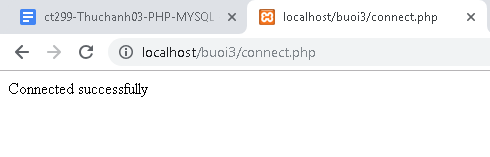 ct299-Thuchanh03-PHP-MYSQL
localhost/buoi3/connect.php
localhost/buoi3/connect.php
Connected successfully